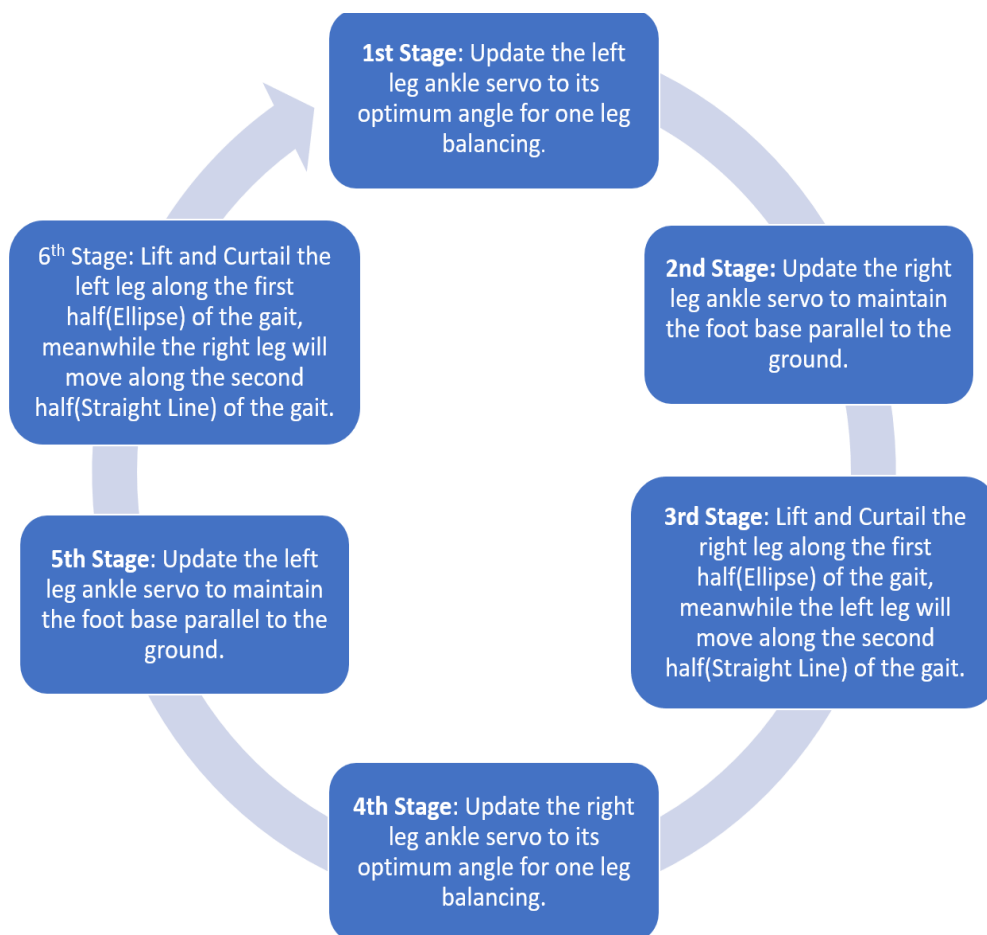 1st Stage: Update the left
leg ankle servo to its
optimum angle for one leg
balancing.
2nd Stage: Update the right
leg ankle servo to maintain
the foot base parallel to the
ground.
3rd Stage: Lift and Curtail the
right leg along the first
half(Ellipse) of the gait,
meanwhile the left leg will
move along the second
half(Straight Line) of the gait.
4th Stage: Update the right
leg ankle servo to its
optimum angle for one leg
balancing.
5th Stage: Update the left
leg ankle servo to maintain
the foot base parallel to the
ground.
6th Stage: Lift and Curtail the
left leg along the first
half(Ellipse) of the gait,
meanwhile the right leg will
move along the second
half(Straight Line) of the gait.